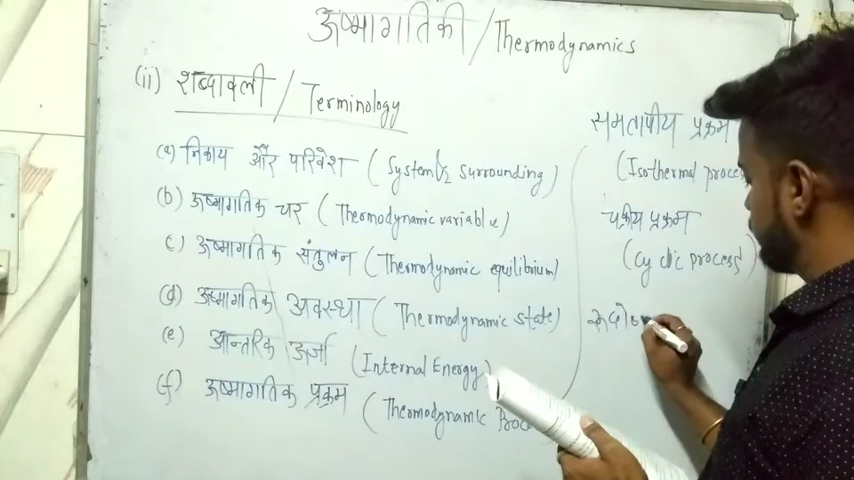 ऊष्मागतिकी / Thermodynamics
(ii) शब्दावली / Terminology
(a) निकाय और परिवेश ( System & Surrounding )
(b) ऊष्मागतिक चर ( Thermodynamic variable )
(c) ऊष्मागतिक संतुलन ( Thermodynamic equilibrium )
(d) ऊष्मागतिक अवस्था ( Thermodynamic state )
(e) आन्तरिक ऊर्जा ( Internal Energy )
(f) ऊष्मागतिक प्रक्रम ( Thermodynamic
समतापीय प्रक्रम
( Isothermal
चक्रीय प्रक्रम
( Cyclic process )
रूदोष्म